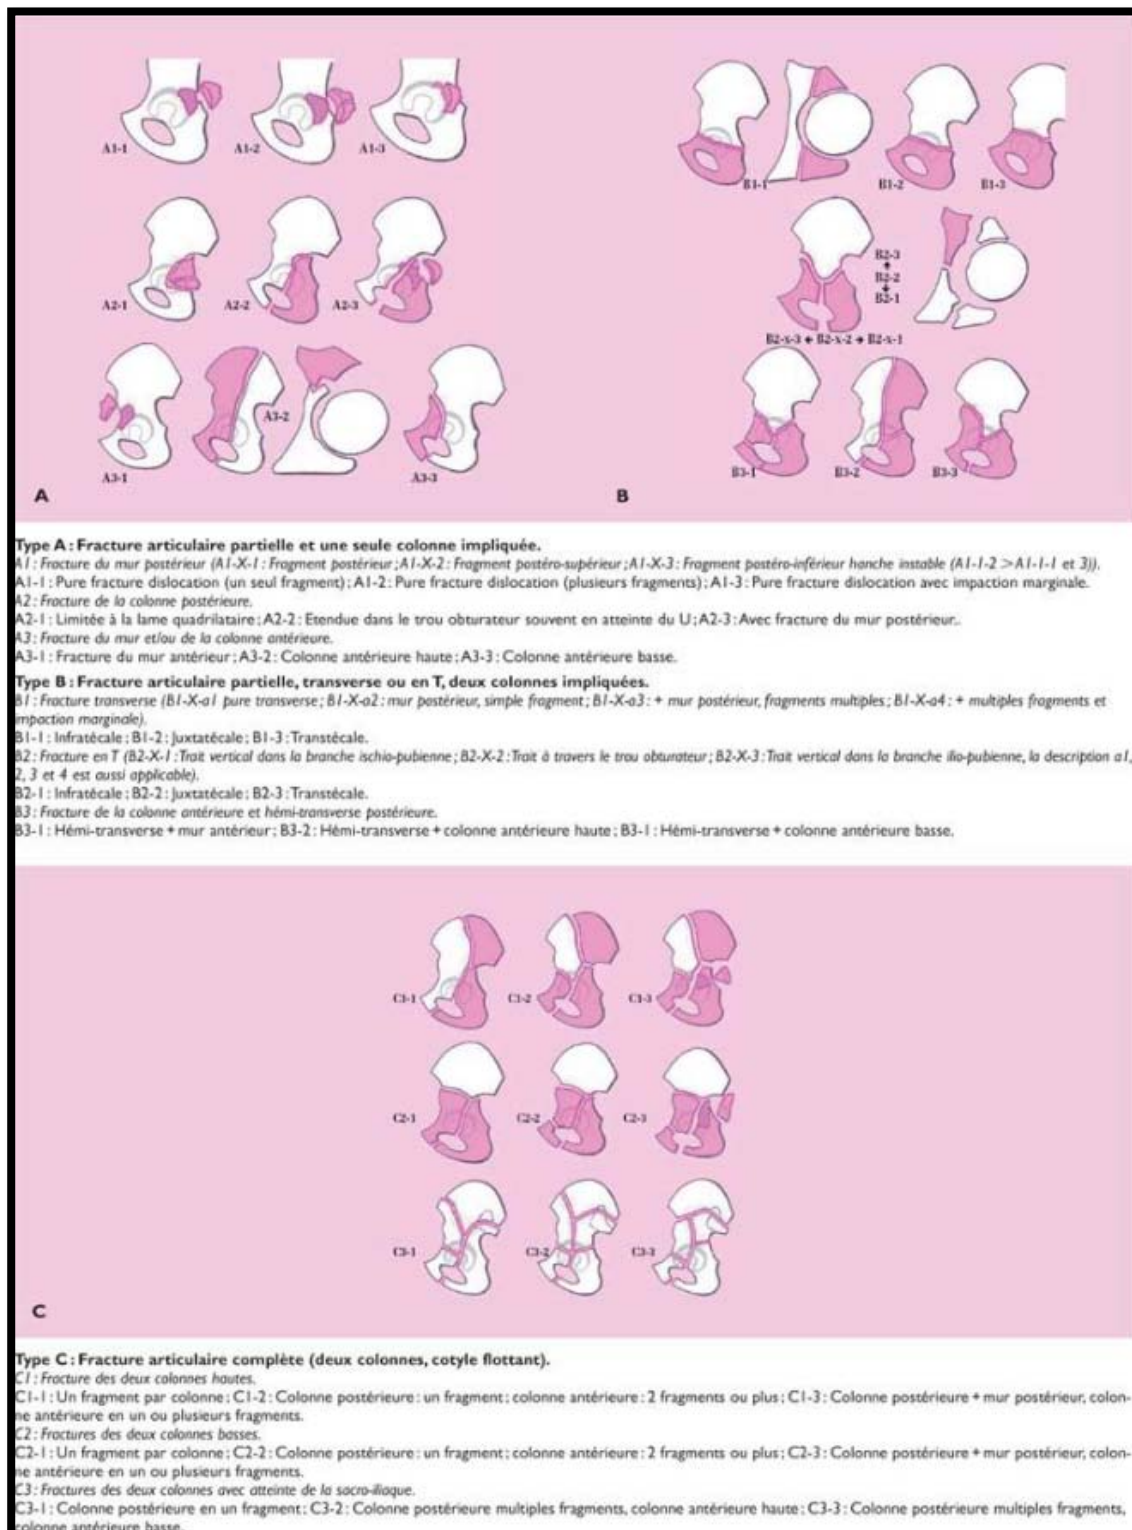 A1-1
A1-2
A1-3
A2-1
A2-2
A2-3
A3-1
A3-2
A3-3
A
B1-1
B1-2
B1-3
B2-3
B2-2
B2-1
B2-x-3 ← B2-x-2 → B2-x-1
B3-1
B3-2
B3-3
B
Type A : Fracture articulaire partielle et une seule colonne impliquée.
A1 : Fracture du mur postérieur (A1-X-1 : Fragment postérieur ; A1-X-2 : Fragment postéro-supérieur ; A1-X-3 : Fragment postéro-inférieur hanche instable (A1-1-2 > A1-1-1 et 3)).
A1-1 : Pure fracture dislocation (un seul fragment) ; A1-2 : Pure fracture dislocation (plusieurs fragments) ; A1-3 : Pure fracture dislocation avec impaction marginale.
A2 : Fracture de la colonne postérieure.
A2-1 : Limitée à la lame quadrilataire ; A2-2 : Etendue dans le trou obturateur souvent en atteinte du U ; A2-3 : Avec fracture du mur postérieur..
A3 : Fracture du mur et/ou de la colonne antérieure.
A3-1 : Fracture du mur antérieur ; A3-2 : Colonne antérieure haute ; A3-3 : Colonne antérieure basse.
Type B : Fracture articulaire partielle, transverse ou en T, deux colonnes impliquées.
B1 : Fracture transverse (B1-X-a1 pure transverse ; B1-X-a2 : mur postérieur, simple fragment ; B1-X-a3 : + mur postérieur, fragments multiples ; B1-X-a4 : + multiples fragments et
impaction marginale).
B1-1 : Infratécale ; B1-2 : Juxtatécale ; B1-3 : Transtécale.
B2 : Fracture en T (B2-X-1 : Trait vertical dans la branche ischio-pubienne ; B2-X-2 : Trait à travers le trou obturateur ; B2-X-3 : Trait vertical dans la branche ilio-pubienne, la description a1,
2, 3 et 4 est aussi applicable).
B2-1 : Infratécale ; B2-2 : Juxtatécale ; B2-3 : Transtécale.
B3 : Fracture de la colonne antérieure et hémi-transverse postérieure.
B3-1 : Hémi-transverse + mur antérieur ; B3-2 : Hémi-transverse + colonne antérieure haute ; B3-1 : Hémi-transverse + colonne antérieure basse.
C1-1
C1-2
C1-3
C2-1
C2-2
C2-3
C3-1
C3-2
C3-3
C
Type C : Fracture articulaire complète (deux colonnes, cotyle flottant).
C1 : Fracture des deux colonnes hautes.
C1-1 : Un fragment par colonne ; C1-2 : Colonne postérieure : un fragment ; colonne antérieure : 2 fragments ou plus ; C1-3 : Colonne postérieure + mur postérieur, colon-
ne antérieure en un ou plusieurs fragments.
C2 : Fractures des deux colonnes basses.
C2-1 : Un fragment par colonne ; C2-2 : Colonne postérieure : un fragment ; colonne antérieure : 2 fragments ou plus ; C2-3 : Colonne postérieure + mur postérieur, colon-
ne antérieure en un ou plusieurs fragments.
C3 : Fractures des deux colonnes avec atteinte de la sacro-iliaque.
C3-1 : Colonne postérieure en un fragment ; C3-2 : Colonne postérieure multiples fragments, colonne antérieure haute ; C3-3 : Colonne postérieure multiples fragments,
colonne antérieure basse.